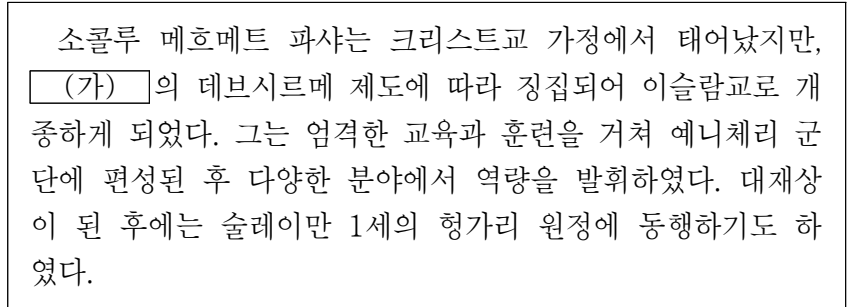 소콜루 메흐메트 파샤는 크리스트교 가정에서 태어났지만,
(가) 의 데브시르메 제도에 따라 징집되어 이슬람교로 개
종하게 되었다. 그는 엄격한 교육과 훈련을 거쳐 예니체리 군
단에 편성된 후 다양한 분야에서 역량을 발휘하였다. 대재상
이 된 후에는 술레이만 1세의 헝가리 원정에 동행하기도 하
였다.